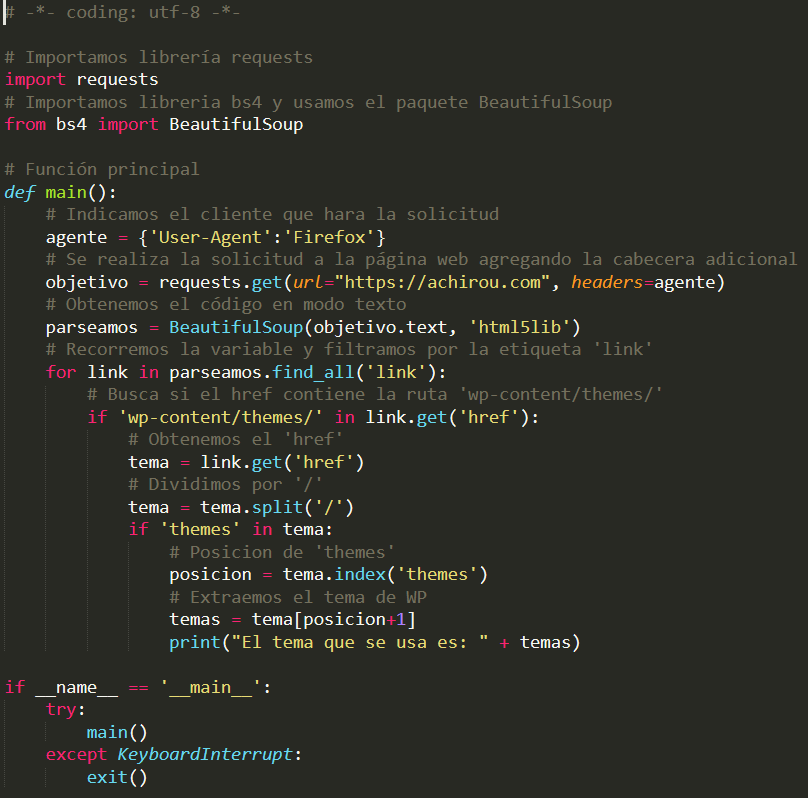 # -*- coding: utf-8 -*-

# Importamos librería requests
import requests
# Importamos libreria bs4 y usamos el paquete BeautifulSoup
from bs4 import BeautifulSoup

# Función principal
def main():
    # Indicamos el cliente que hara la solicitud
    agente = {'User-Agent':'Firefox'}
    # Se realiza la solicitud a la página web agregando la cabecera adicional
    objetivo = requests.get(url="https://achirou.com", headers=agente)
    # Obtenemos el código en modo texto
    parseamos = BeautifulSoup(objetivo.text, 'html5lib')
    # Recorremos la variable y filtramos por la etiqueta 'link'
    for link in parseamos.find_all('link'):
        # Busca si el href contiene la ruta 'wp-content/themes/'
        if 'wp-content/themes/' in link.get('href'):
            # Obtenemos el 'href'
            tema = link.get('href')
            # Dividimos por '/'
            tema = tema.split('/')
            if 'themes' in tema:
                # Posicion de 'themes'
                posicion = tema.index('themes')
                # Extraemos el tema de WP
                temas = tema[posicion+1]
                print("El tema que se usa es: " + temas)

if __name__ == '__main__':
    try:
        main()
    except KeyboardInterrupt:
        exit()